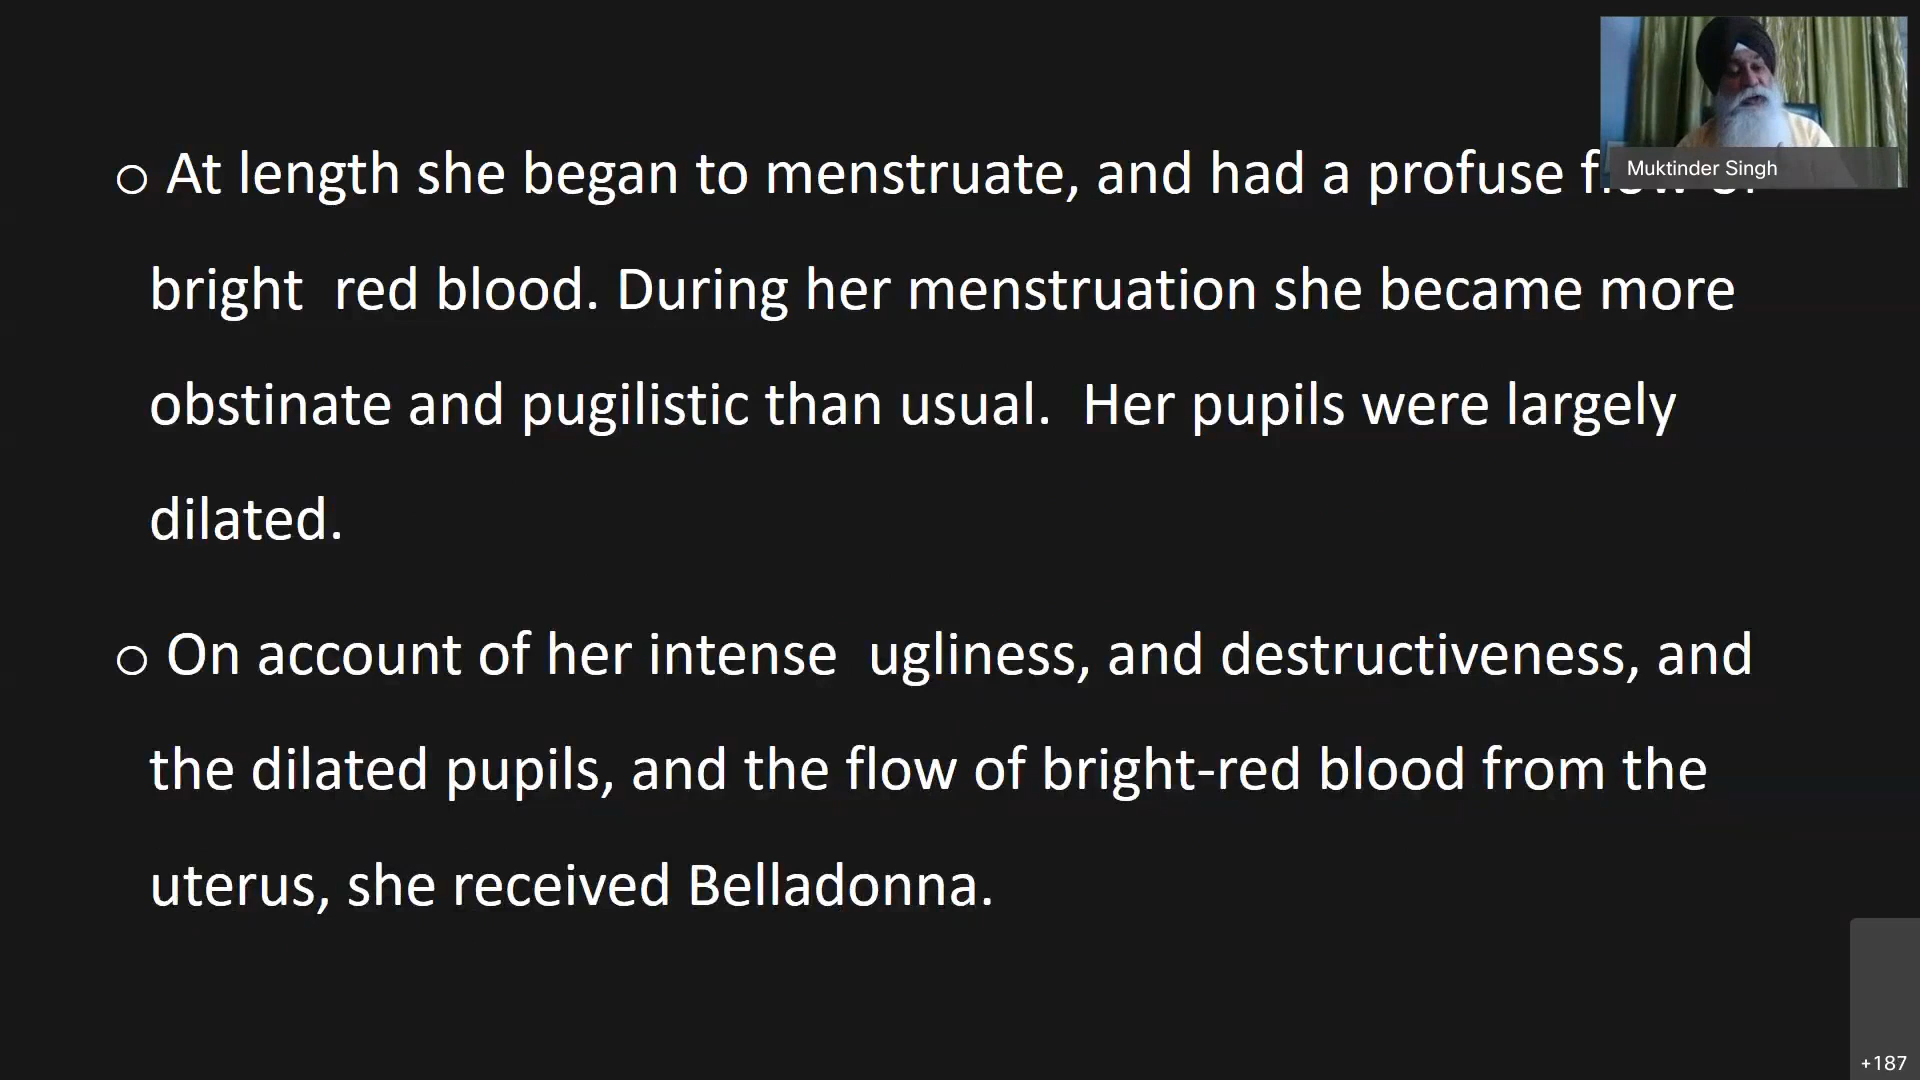 o At length she began to menstruate, and had a profuse
Muktinder Singh
bright red blood. During her menstruation she became more
obstinate and pugilistic than usual. Her pupils were largely
dilated.
o On account of her intense ugliness, and destructiveness, and
the dilated pupils, and the flow of bright-red blood from the
uterus, she received Belladonna.
+187